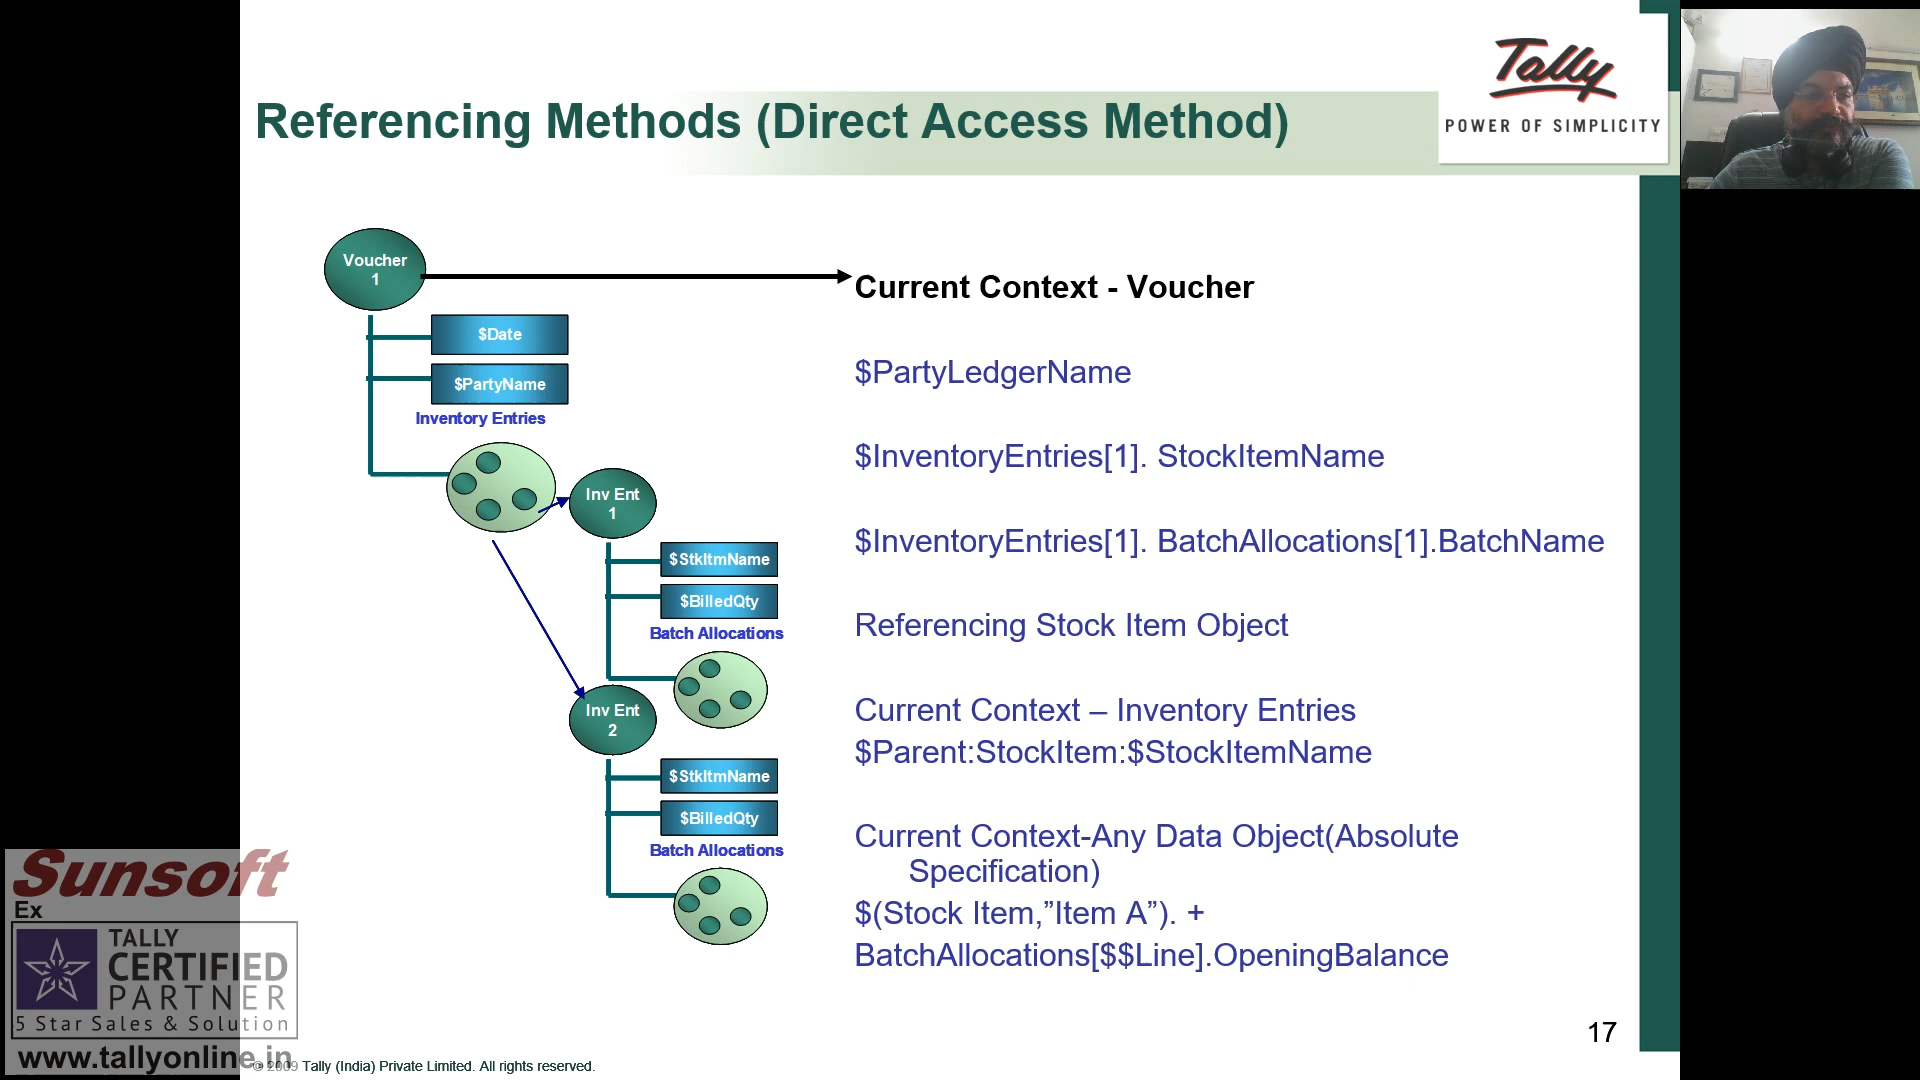 Tally
POWER OF SIMPLICITY
Referencing Methods (Direct Access Method)
Voucher
1
$Date
$PartyName
Inventory Entries
Inv Ent
1
$StkItmName
$BilledQty
Batch Allocations
Inv Ent
2
$StkItmName
$BilledQty
Batch Allocations
Current Context - Voucher
$PartyLedgerName
$InventoryEntries[1]. StockItemName
$InventoryEntries[1]. BatchAllocations[1].BatchName
Referencing Stock Item Object
Current Context – Inventory Entries
$Parent:StockItem:$StockItemName
Current Context-Any Data Object(Absolute
Specification)
$(Stock Item,”Item A”). +
BatchAllocations[$$Line].OpeningBalance
17
Sunsoft
Ex
TALLY
CERTIFIED
PARTNER
5 Star Sales & Solution
www.tallyonline.in
© 2009 Tally (India) Private Limited. All rights reserved.